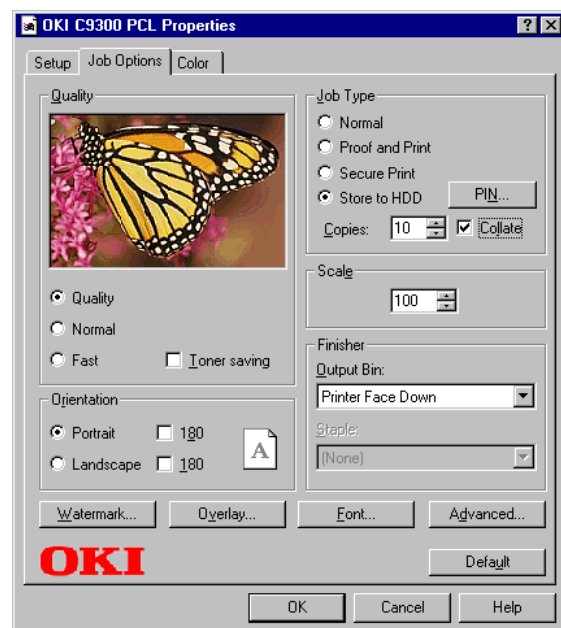 OKI C9300 PCL Properties
Setup
Job Options
Color
Quality
Quality
Normal
Fast
Toner saving
Orientation
Portrait
180
Landscape
180
A
Job Type
Normal
Proof and Print
Secure Print
Store to HDD
PIN...
Copies:
10
Collate
Scale
100
Finisher
Output Bin:
Printer Face Down
Staple:
(None)
Watermark...
Overlay...
Font...
Advanced...
OKI
Default
OK
Cancel
Help